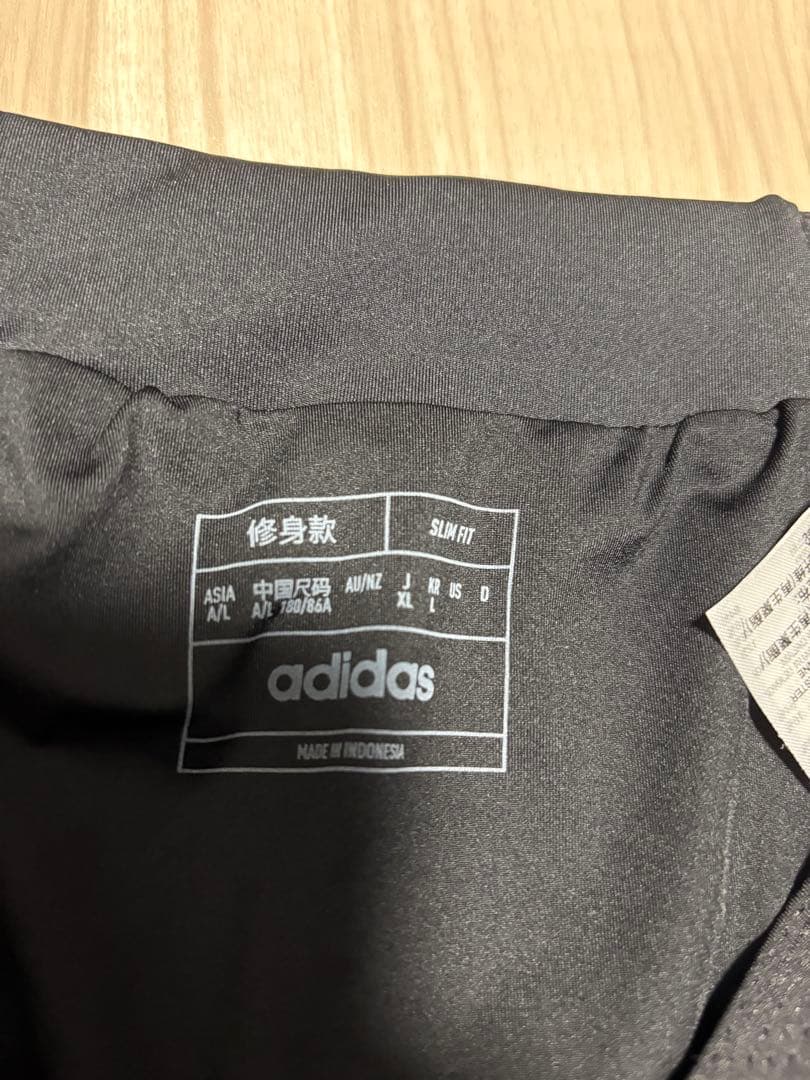 修身款 SLIM FIT
ASIA 中国尺码 AU/NZ J KR US D
A/L A/L 180/86A XL L
adidas
MADE IN INDONESIA